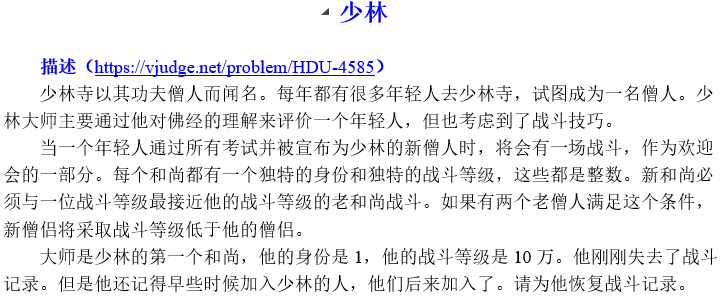 少林
描述（https://vjudge.net/problem/HDU-4585）
少林寺以其功夫僧人而闻名。每年都有很多年轻人去少林寺，试图成为一名僧人。少
林大师主要通过他对佛经的理解来评价一个年轻人，但也考虑到了战斗技巧。
当一个年轻人通过所有考试并被宣布为少林的新僧人时，将会有一场战斗，作为欢迎
会的一部分。每个和尚都有一个独特的身份和独特的战斗等级，这些都是整数。新和尚必
须与一位战斗等级最接近他的战斗等级的老和尚战斗。如果有两个老僧人满足这个条件，
新僧侣将采取战斗等级低于他的僧侣。
大师是少林的第一个和尚，他的身份是 1，他的战斗等级是 10 万。他刚刚失去了战斗
记录。但是他还记得早些时候加入少林的人，他们后来加入了。请为他恢复战斗记录。